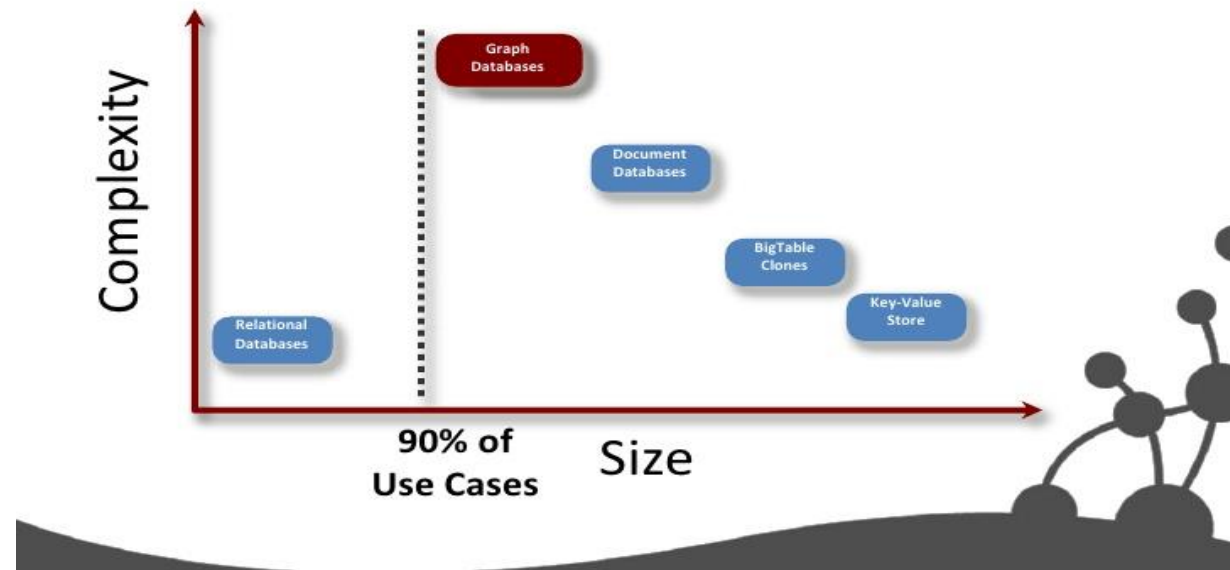 Complexity
Graph
Databases
Document
Databases
BigTable
Clones
Key-Value
Store
Relational
Databases
90% of
Use Cases
Size